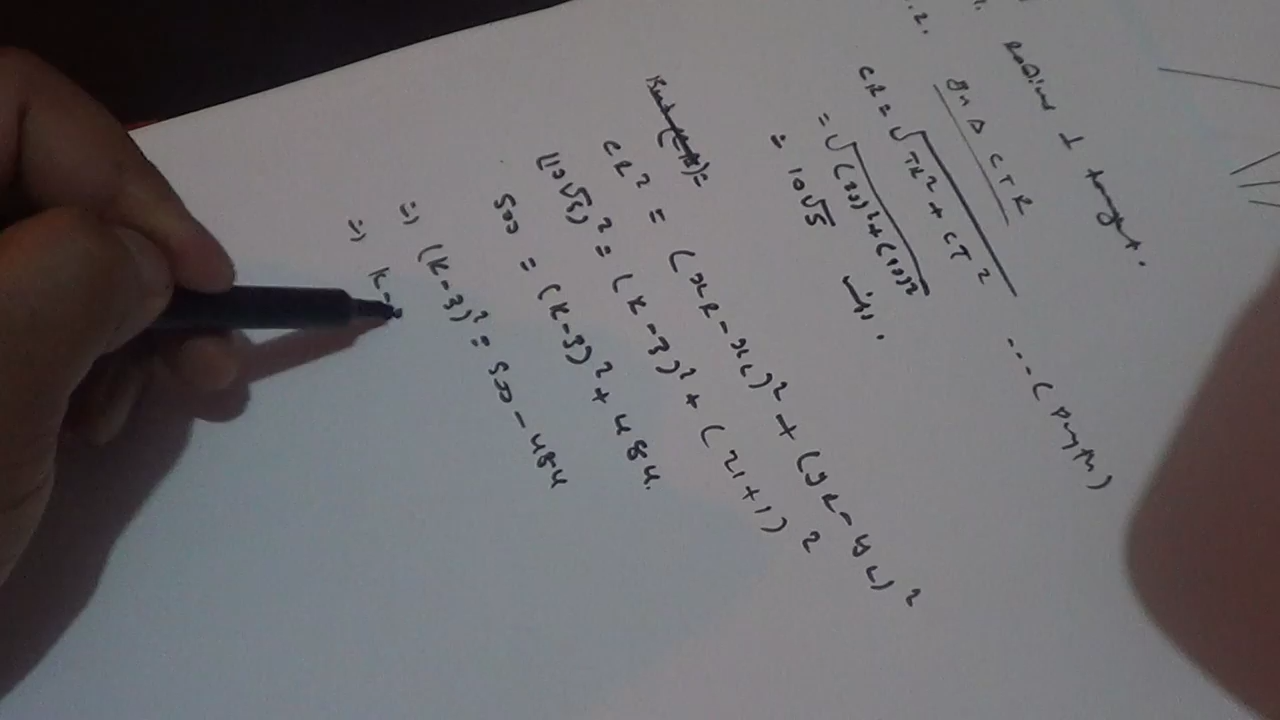 1. Radius ⊥ tangent.
.2.
In Δ CTR
CR = √TR² + CT² ... (Pyth)
= √(20)² + (10)²
= 10√5 units.
CR² = (xR - xC)² + (yR - yC)²
(10√5)² = (K-3)² + (21+1)²
500 = (K-3)² + 484.
=) (K-3)² = 500 - 484
=) K-